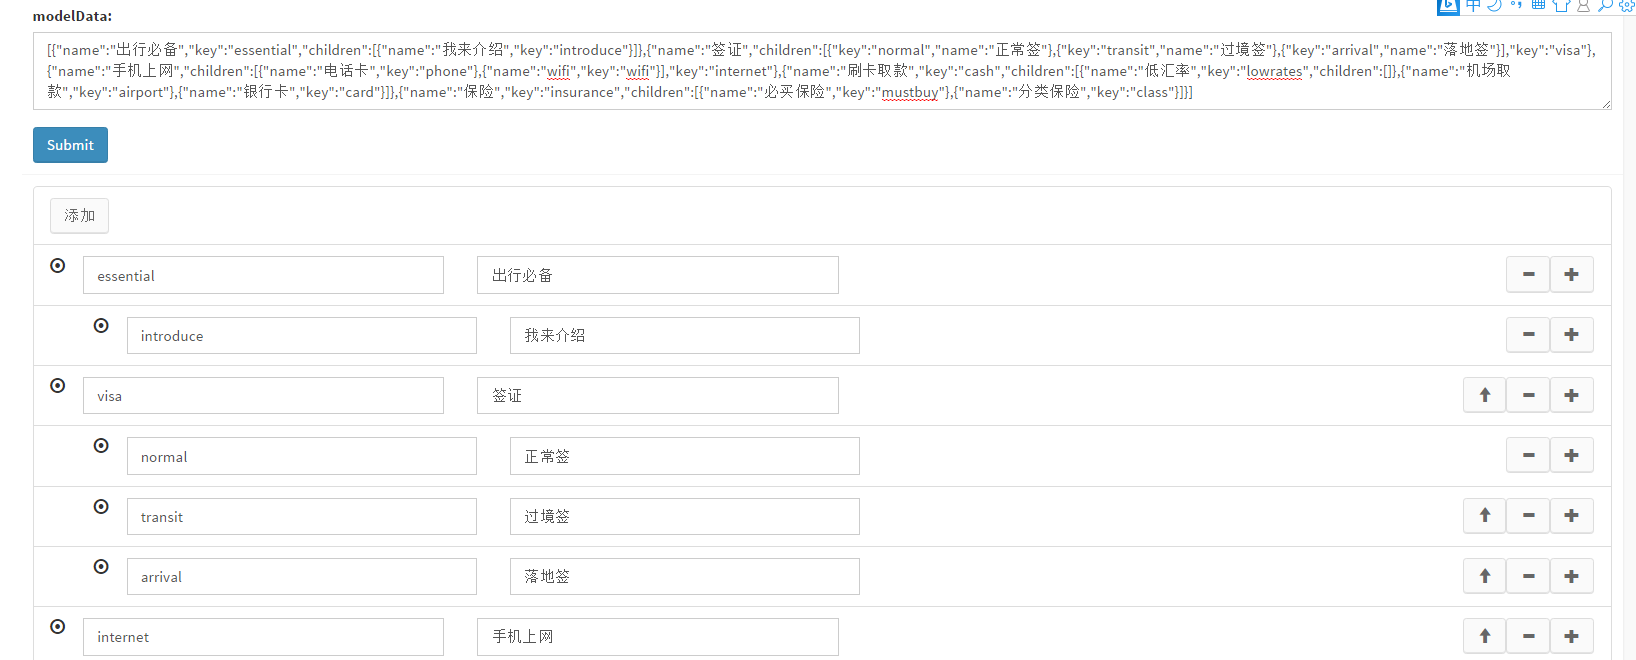 中
modelData:
[{"name":"出行必备","key":"essential","children":[{"name":"我来介绍","key":"introduce"}]},{"name":"签证","children":[{"key":"normal","name":"正常签"},{"key":"transit","name":"过境签"},{"key":"arrival","name":"落地签"}],"key":"visa"},
{"name":"手机上网","children":[{"name":"电话卡","key":"phone"},{"name":"wifi","key":"wifi"}],"key":"internet"},{"name":"刷卡取款","key":"cash","children":[{"name":"低汇率","key":"lowrates","children":[]},{"name":"机场取
款","key":"airport"},{"name":"银行卡","key":"card"}]},{"name":"保险","key":"insurance","children":[{"name":"必买保险","key":"mustbuy"},{"name":"分类保险","key":"class"}]}]
Submit
添加
essential 出行必备
introduce 我来介绍
visa 签证
normal 正常签
transit 过境签
arrival 落地签
internet 手机上网